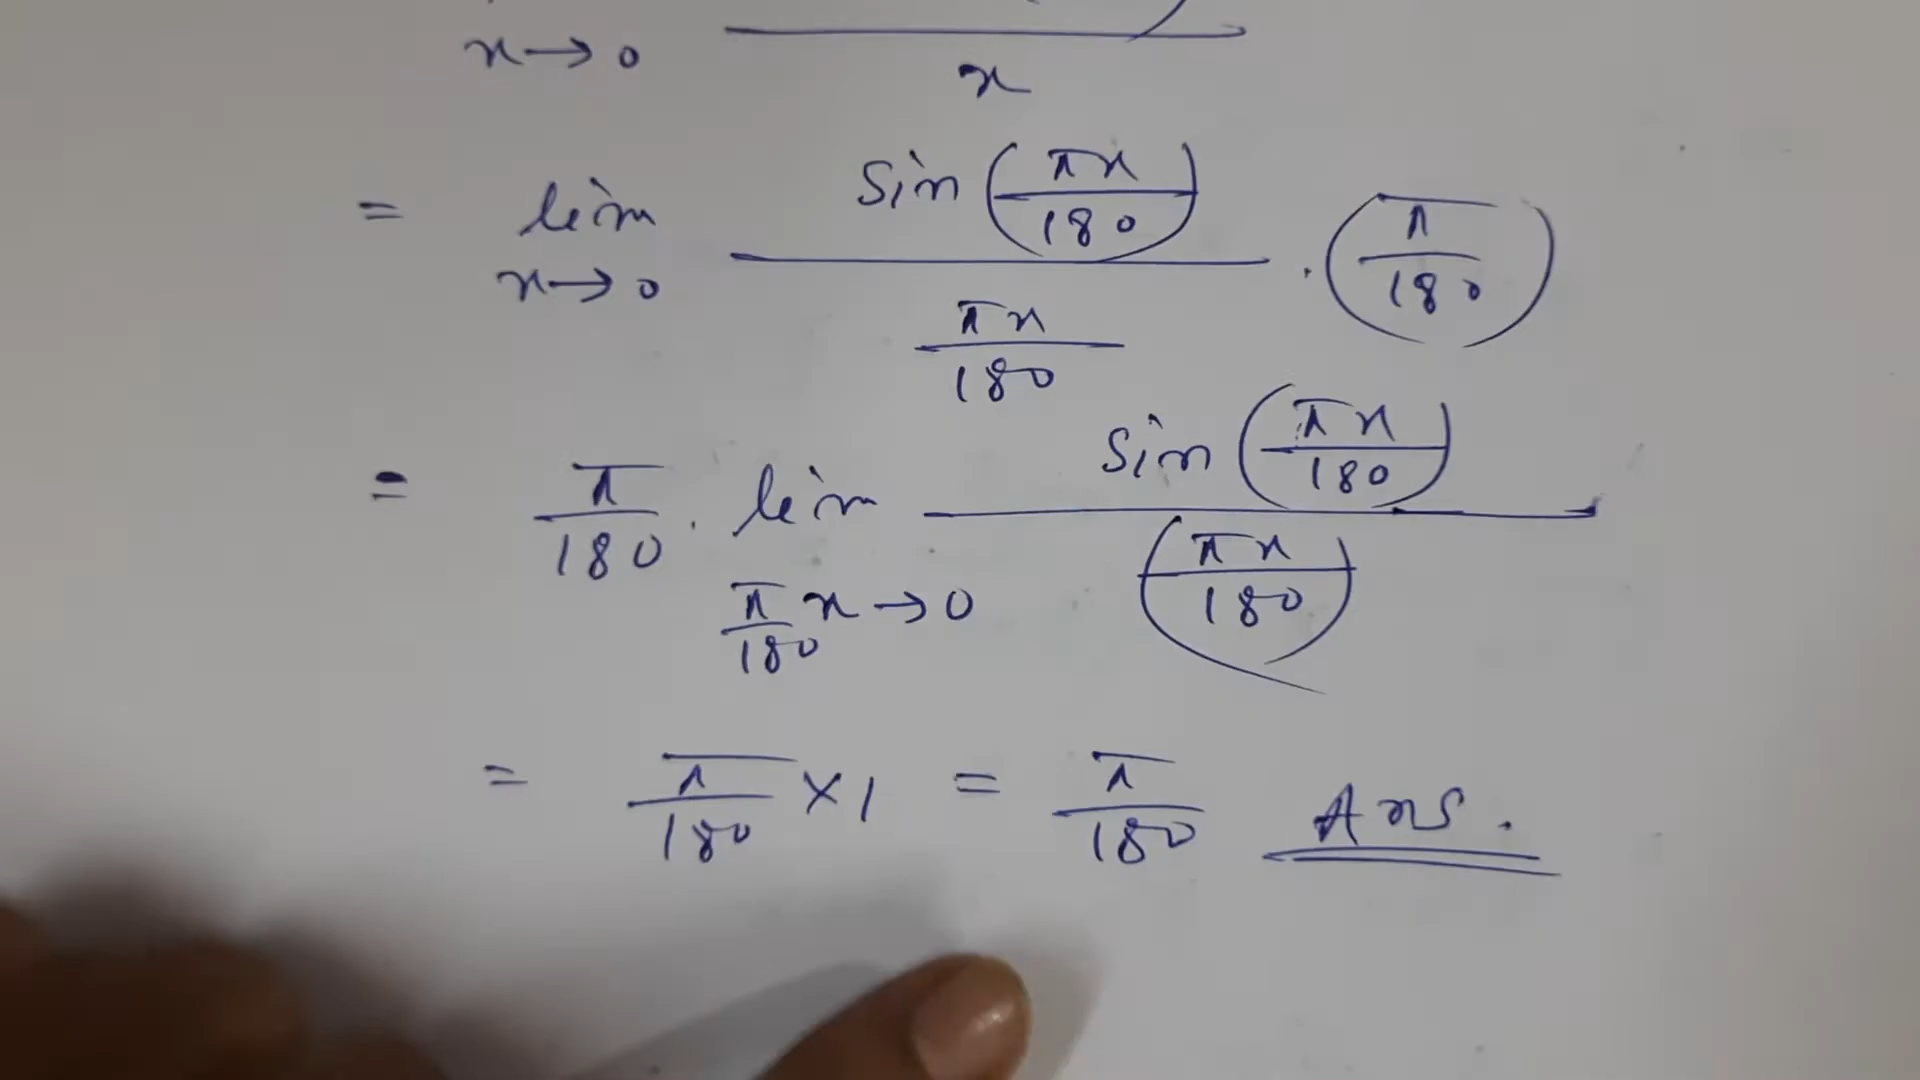 x→0 x
= lim x→0 Sin(πx/180) / πx/180 . (π/180)
= π/180 . lim π/180 x→0 Sin(πx/180) / (πx/180)
= π/180 ×1 = π/180 Ans.